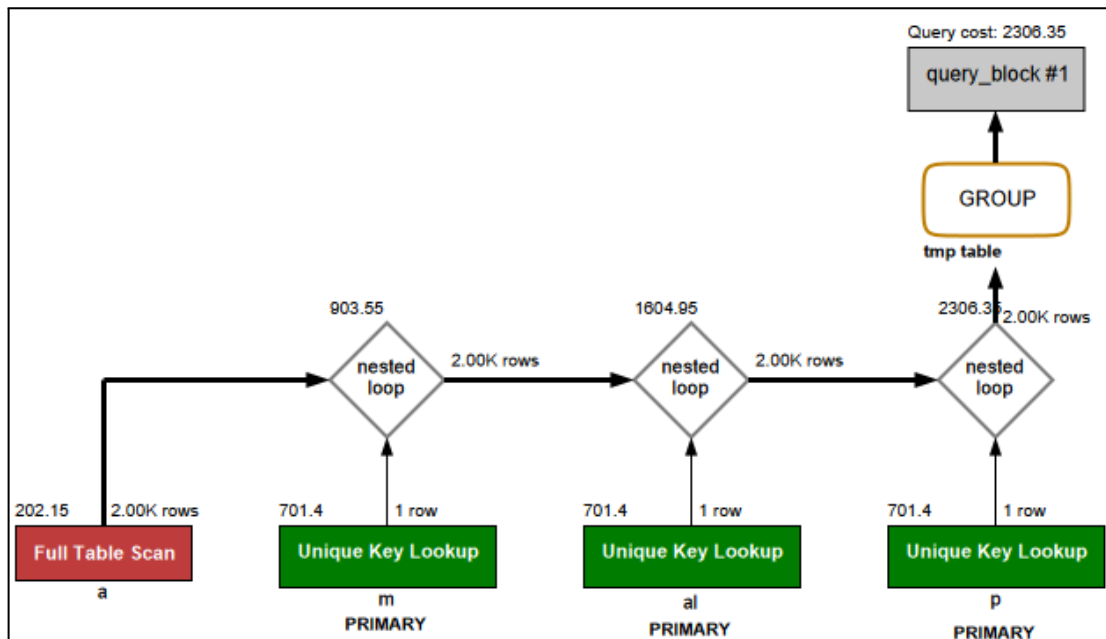 Query cost: 2306.35
query_block #1
GROUP
tmp table
903.55
1604.95
2306.35
2.00K rows
nested
loop
2.00K rows
nested
loop
2.00K rows
nested
loop
202.15
2.00K rows
701.4
1 row
701.4
1 row
701.4
1 row
Full Table Scan
Unique Key Lookup
Unique Key Lookup
Unique Key Lookup
a
m
al
p
PRIMARY
PRIMARY
PRIMARY